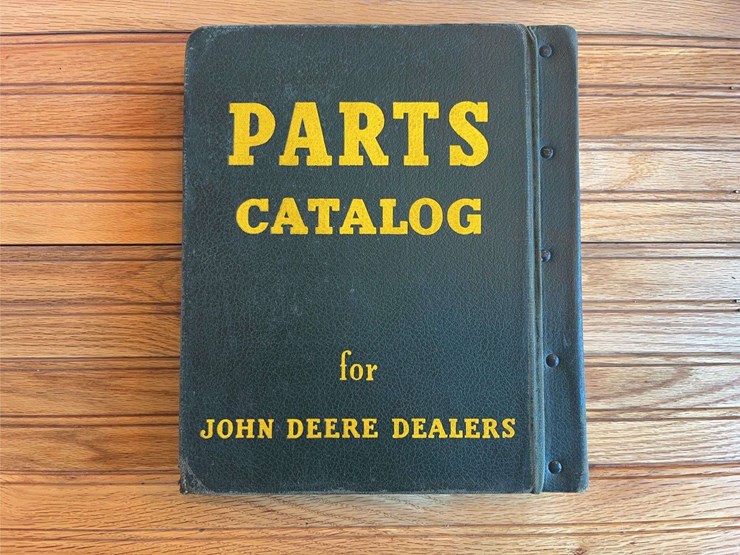 PARTS
CATALOG
for
JOHN DEERE DEALERS